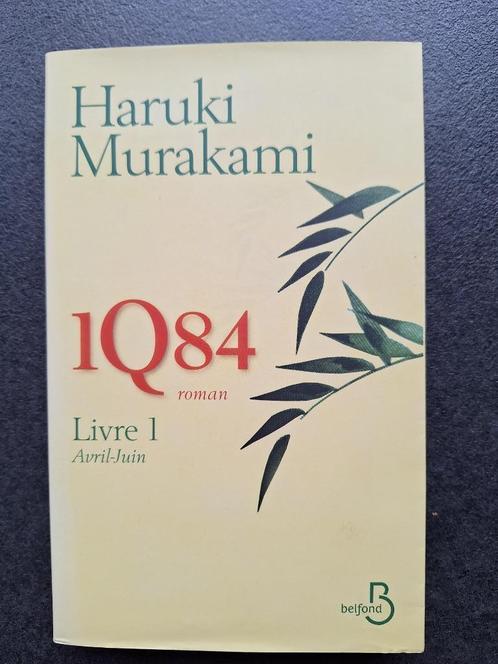 Haruki
Murakami
1Q84
roman
Livre 1
Avril-Juin
belfond